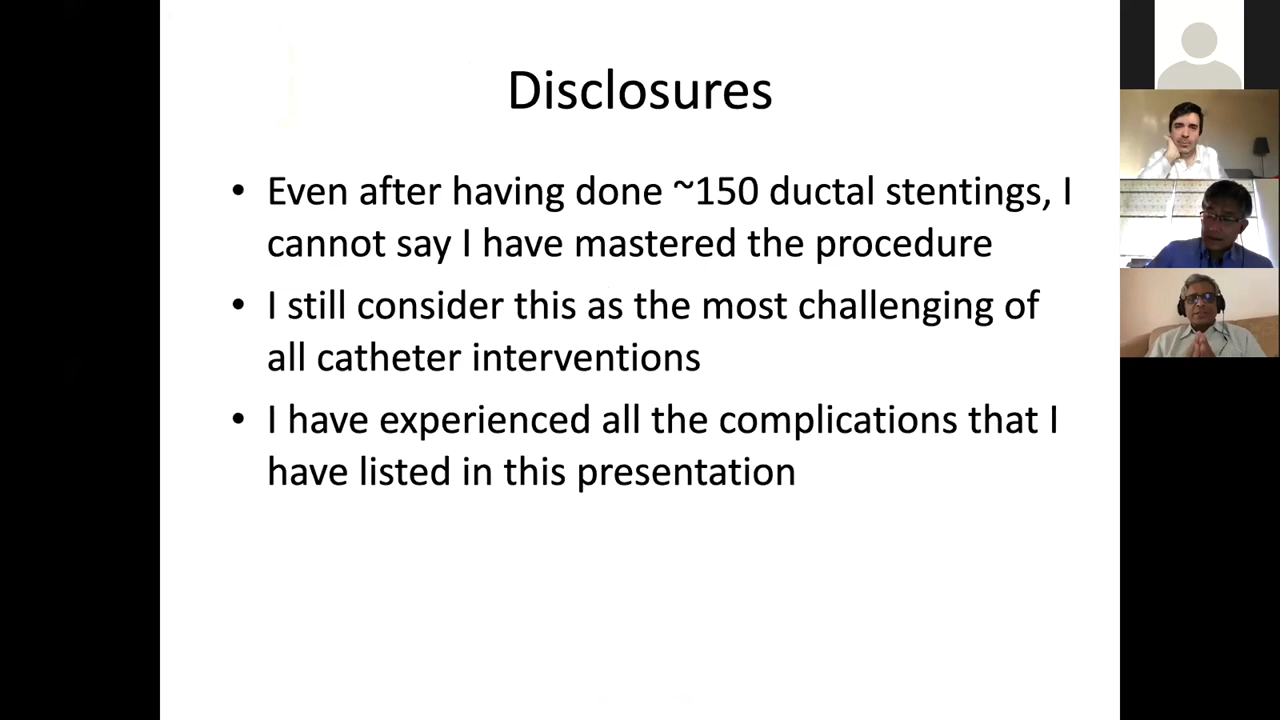 Disclosures
• Even after having done ~150 ductal stentings, I
cannot say I have mastered the procedure
• I still consider this as the most challenging of
all catheter interventions
• I have experienced all the complications that I
have listed in this presentation